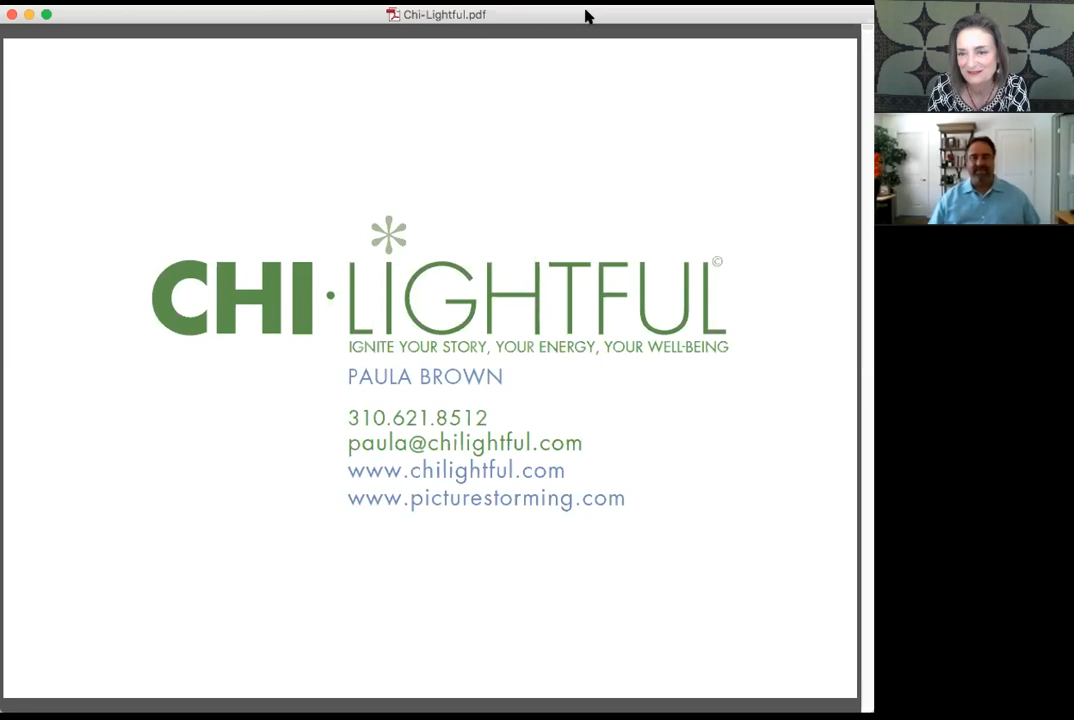 Chi-Lightful.pdf
CHI·LIGHTFUL©
IGNITE YOUR STORY, YOUR ENERGY, YOUR WELL-BEING
PAULA BROWN
310.621.8512
paula@chilightful.com
www.chilightful.com
www.picturestorming.com